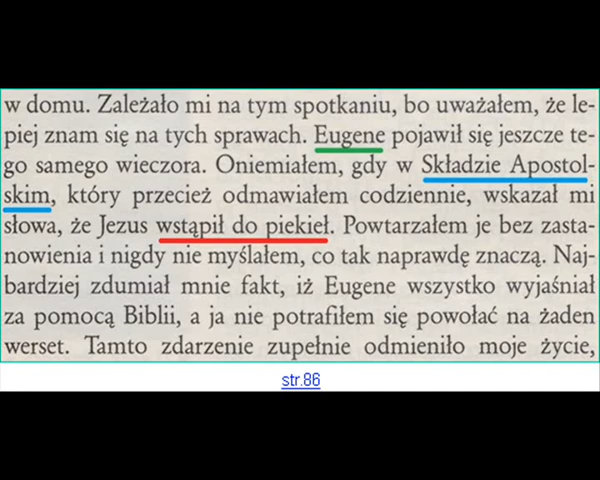 w domu. Zależało mi na tym spotkaniu, bo uważałem, że le-
piej znam się na tych sprawach. Eugene pojawił się jeszcze te-
go samego wieczora. Oniemiałem, gdy w Składzie Apostol-
skim, który przecież odmawiałem codziennie, wskazał mi
słowa, że Jezus wstąpił do piekieł. Powtarzałem je bez zasta-
nowienia i nigdy nie myślałem, co tak naprawdę znaczą. Naj-
bardziej zdumiał mnie fakt, iż Eugene wszystko wyjaśniał
za pomocą Biblii, a ja nie potrafiłem się powołać na żaden
werset. Tamto zdarzenie zupełnie odmieniło moje życie,
str.86